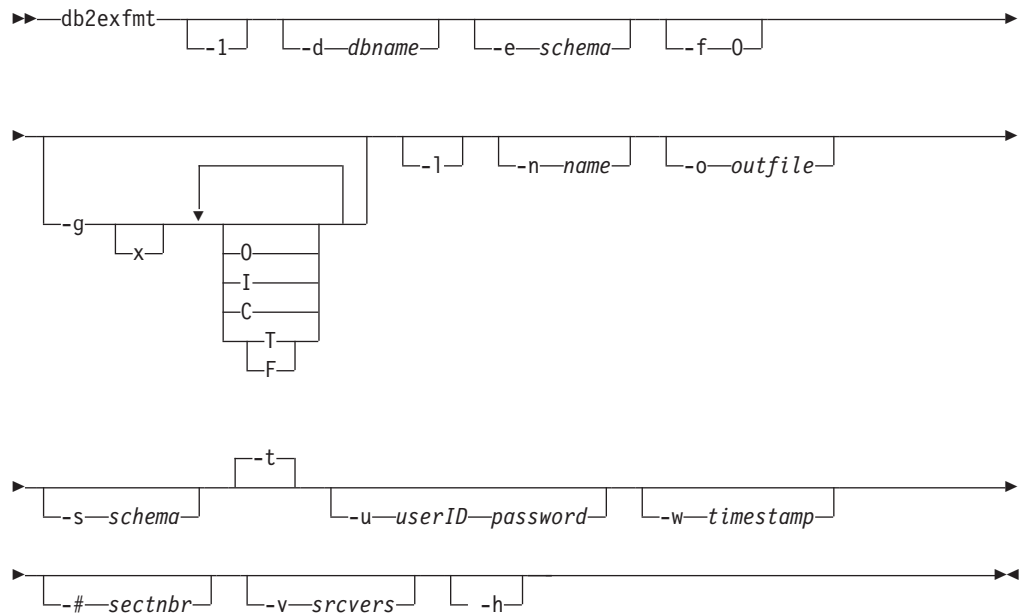 db2exfmt -1 -d dbname -e schema -f O
-g x O I C T F -l -n name -o outfile
-s schema -t -u userID password -w timestamp
-# sectnbr -v srcvers -h